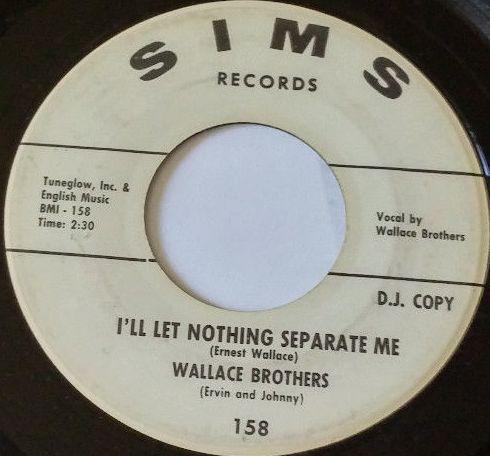 SIMS
RECORDS
Tuneglow, Inc. &
English Music
BMI - 158
Time: 2:30
Vocal by
Wallace Brothers
D.J. COPY
I'LL LET NOTHING SEPARATE ME
(Ernest Wallace)
WALLACE BROTHERS
(Ervin and Johnny)
158